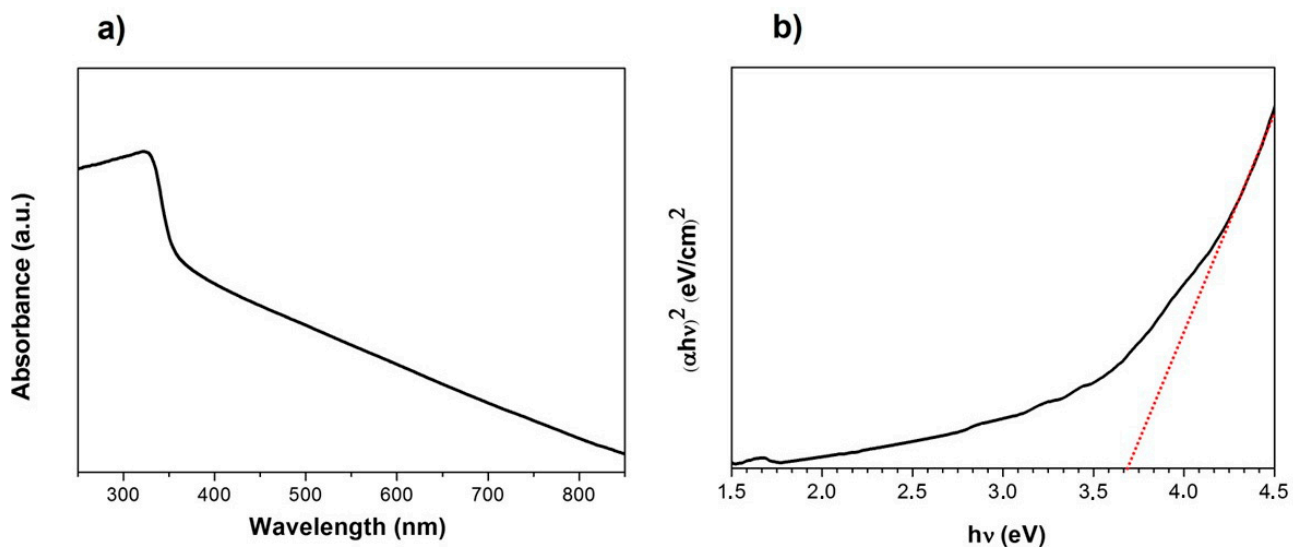 a)
Absorbance (a.u.)
300 400 500 600 700 800
Wavelength (nm)
b)
(αhν)² (eV/cm)²
1.5 2.0 2.5 3.0 3.5 4.0 4.5
hν (eV)